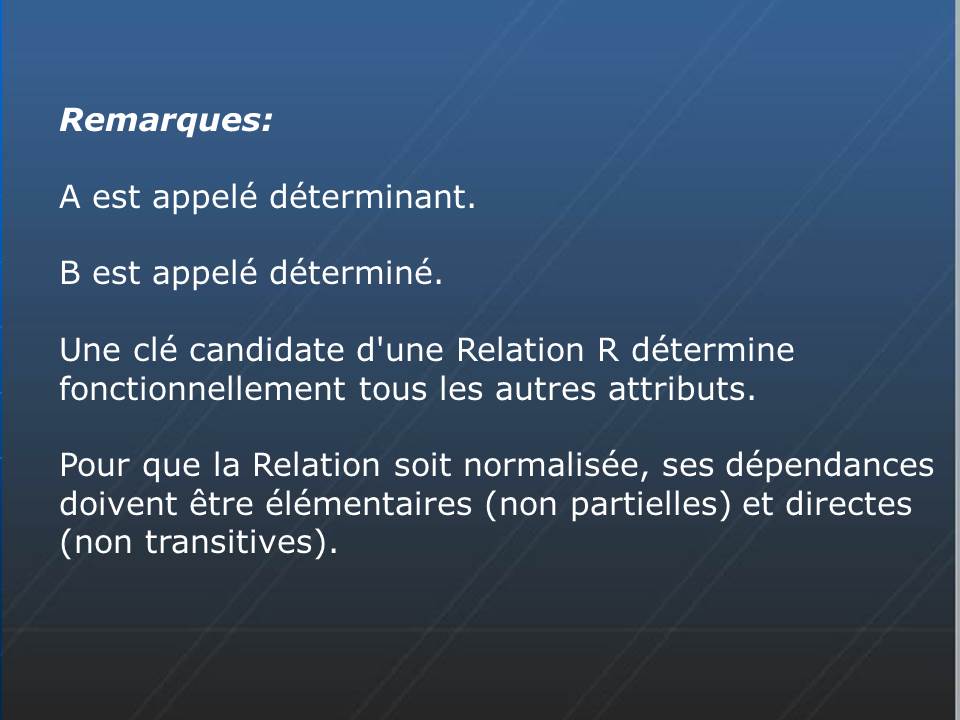 Remarques:
A est appelé déterminant.
B est appelé déterminé.
Une clé candidate d'une Relation R détermine
fonctionnellement tous les autres attributs.
Pour que la Relation soit normalisée, ses dépendances
doivent être élémentaires (non partielles) et directes
(non transitives).